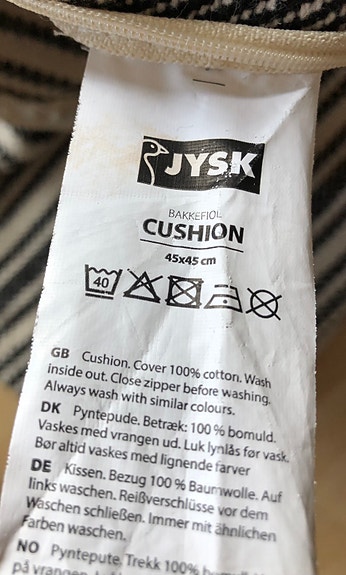 JYSK
BAKKEFIOL
CUSHION
45x45 cm
40
GB Cushion. Cover 100% cotton. Wash
inside out. Close zipper before washing.
Always wash with similar colours.
DK Pyntepude. Betræk: 100 % bomuld.
Vaskes med vrangen ud. Luk lynlås før vask.
Bør altid vaskes med lignende farver
DE Kissen. Bezug 100 % Baumwolle. Auf
links waschen. Reißverschlüsse vor dem
Waschen schließen. Immer mit ähnlichen
Farben waschen.
NO Pyntepute. Trekk 100%
på vrangen